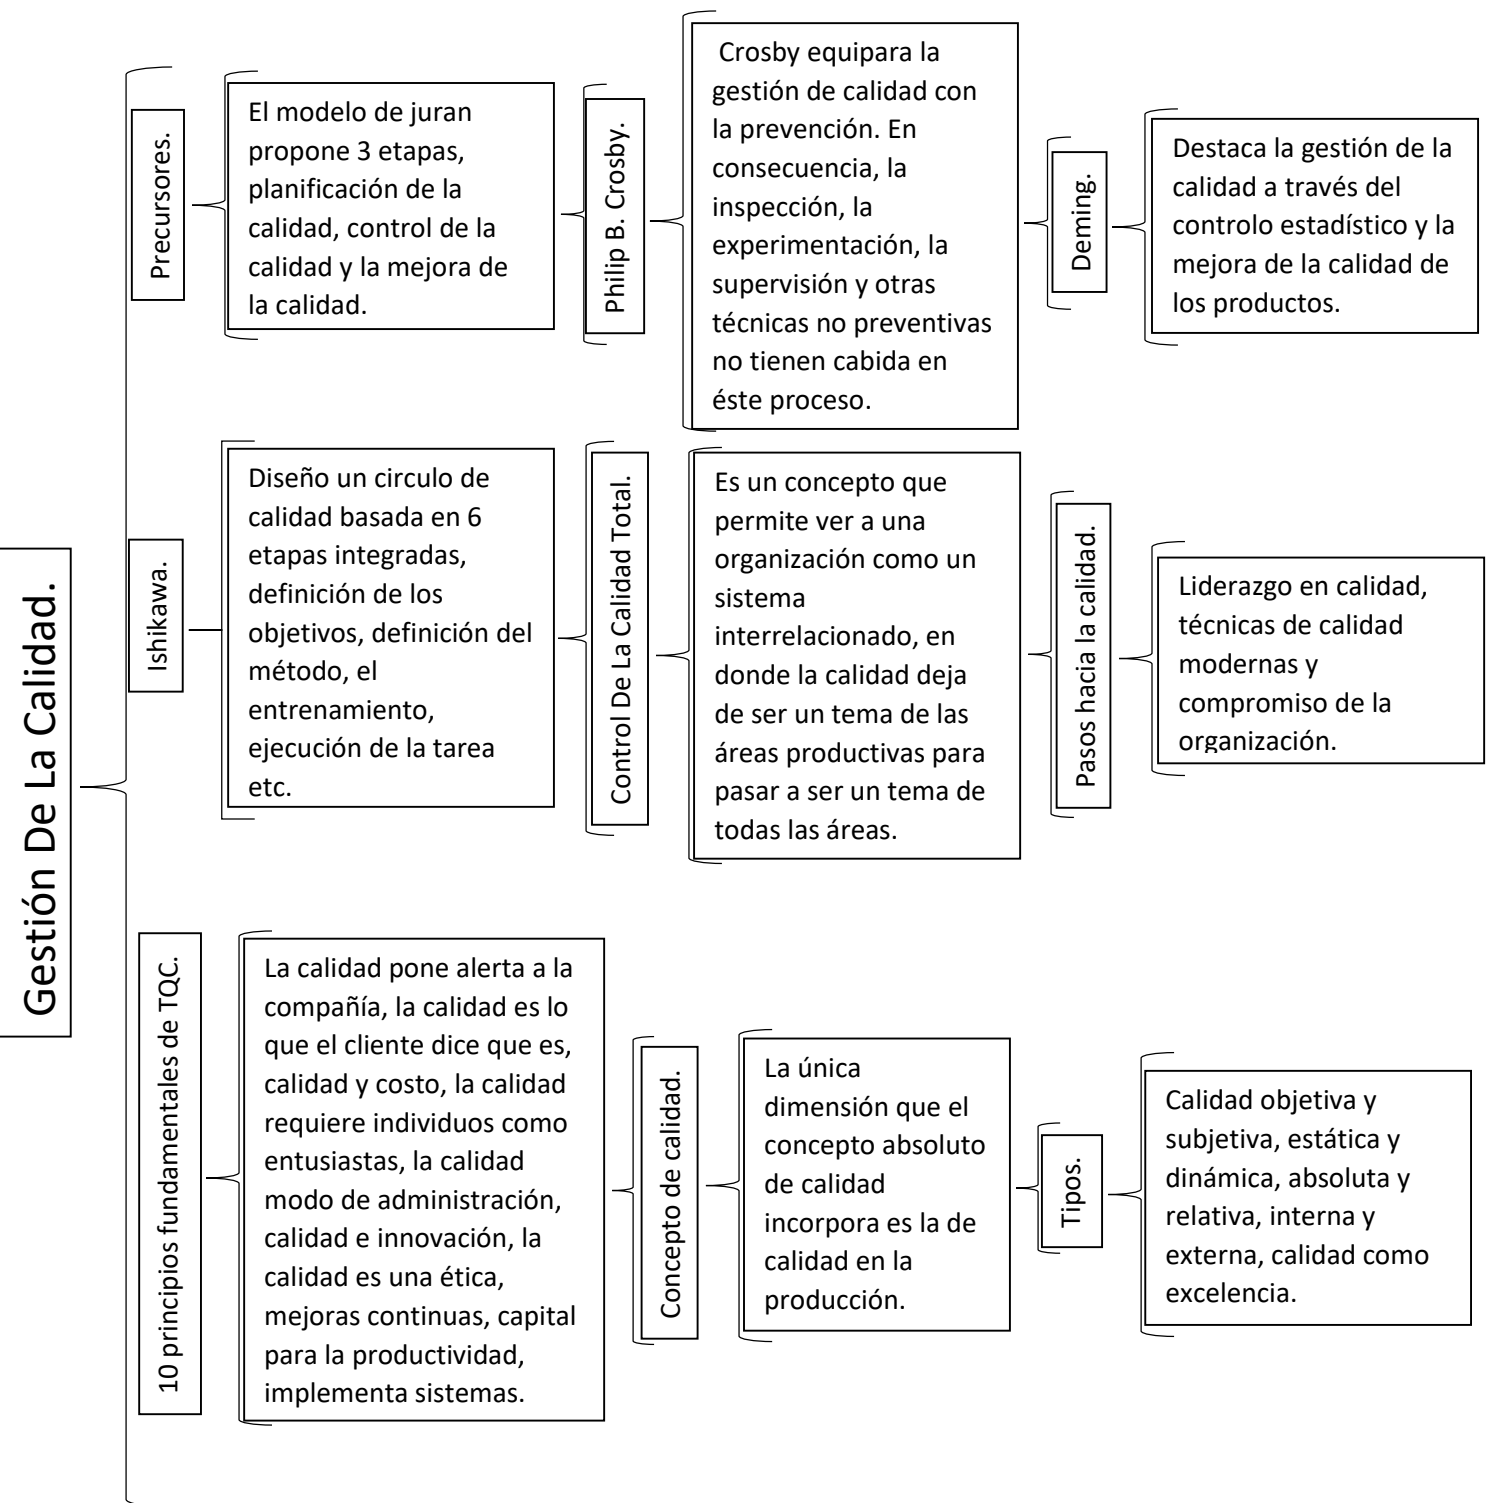 Gestión De La Calidad.
Precursores.
El modelo de juran
propone 3 etapas,
planificación de la
calidad, control de la
calidad y la mejora de
la calidad.
Philip B. Crosby.
Crosby equipara la
gestión de calidad con
la prevención. En
consecuencia, la
inspección, la
experimentación, la
supervisión y otras
técnicas no preventivas
no tienen cabida en
éste proceso.
Deming.
Destaca la gestión de la
calidad a través del
controlo estadístico y la
mejora de la calidad de
los productos.
Ishikawa.
Diseño un circulo de
calidad basada en 6
etapas integradas,
definición de los
objetivos, definición del
método, el
entrenamiento,
ejecución de la tarea
etc.
Control De La Calidad Total.
Es un concepto que
permite ver a una
organización como un
sistema
interrelacionado, en
donde la calidad deja
de ser un tema de las
áreas productivas para
pasar a ser un tema de
todas las áreas.
Pasos hacia la calidad.
Liderazgo en calidad,
técnicas de calidad
modernas y
compromiso de la
organización.
10 principios fundamentales de TQC.
La calidad pone alerta a la
compañía, la calidad es lo
que el cliente dice que es,
calidad y costo, la calidad
requiere individuos como
entusiastas, la calidad
modo de administración,
calidad e innovación, la
calidad es una ética,
mejoras continuas, capital
para la productividad,
implementa sistemas.
Concepto de calidad.
La única
dimensión que el
concepto absoluto
de calidad
incorpora es la de
calidad en la
producción.
Tipos.
Calidad objetiva y
subjetiva, estática y
dinámica, absoluta y
relativa, interna y
externa, calidad como
excelencia.